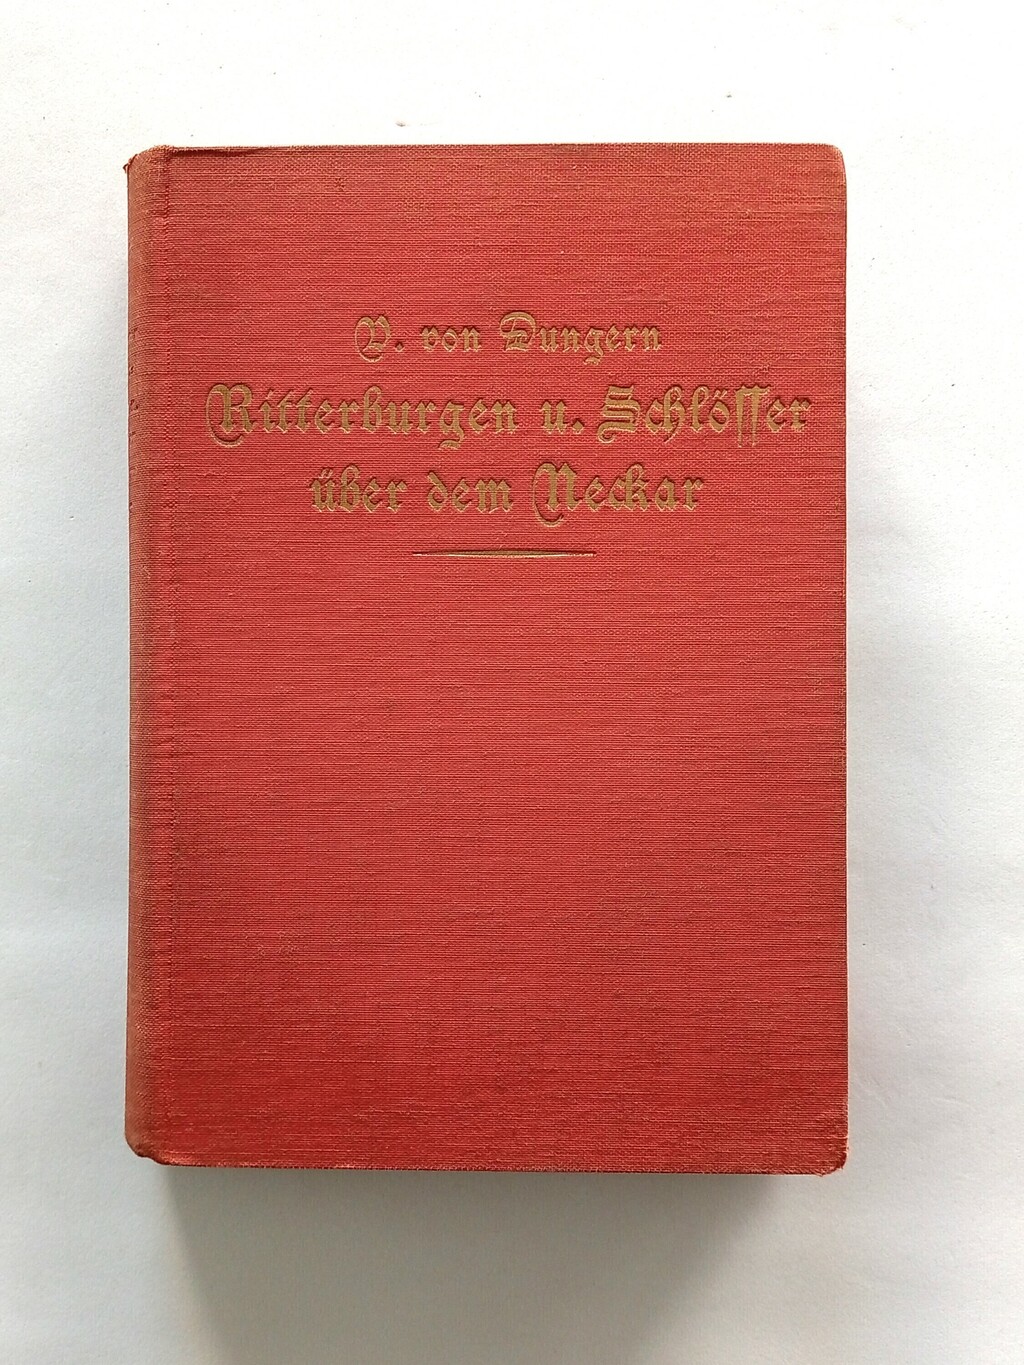 V. von Dungern
Ritterburgen u. Schlösser
über dem Neckar